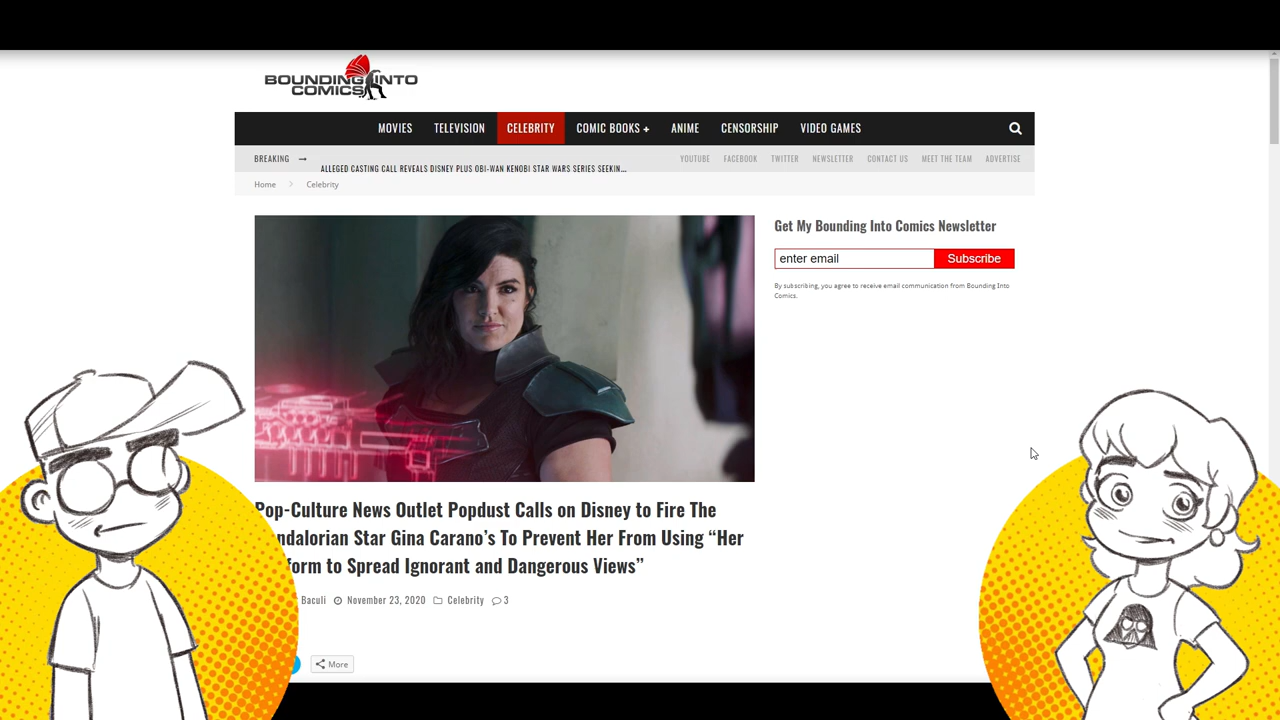 BOUNDING INTO
COMICS
MOVIES TELEVISION CELEBRITY COMIC BOOKS + ANIME CENSORSHIP VIDEO GAMES
BREAKING → ALLEGED CASTING CALL REVEALS DISNEY PLUS OBI-WAN KENOBI STAR WARS SERIES SEEKIN... YOUTUBE FACEBOOK TWITTER NEWSLETTER CONTACT US MEET THE TEAM ADVERTISE
Home > Celebrity
Get My Bounding Into Comics Newsletter
enter email Subscribe
By subscribing, you agree to receive email communication from Bounding Into
Comics.
Pop-Culture News Outlet Popdust Calls on Disney to Fire The
ndalorian Star Gina Carano's To Prevent Her From Using “Her
form to Spread Ignorant and Dangerous Views”
Baculi November 23, 2020 Celebrity 3
More